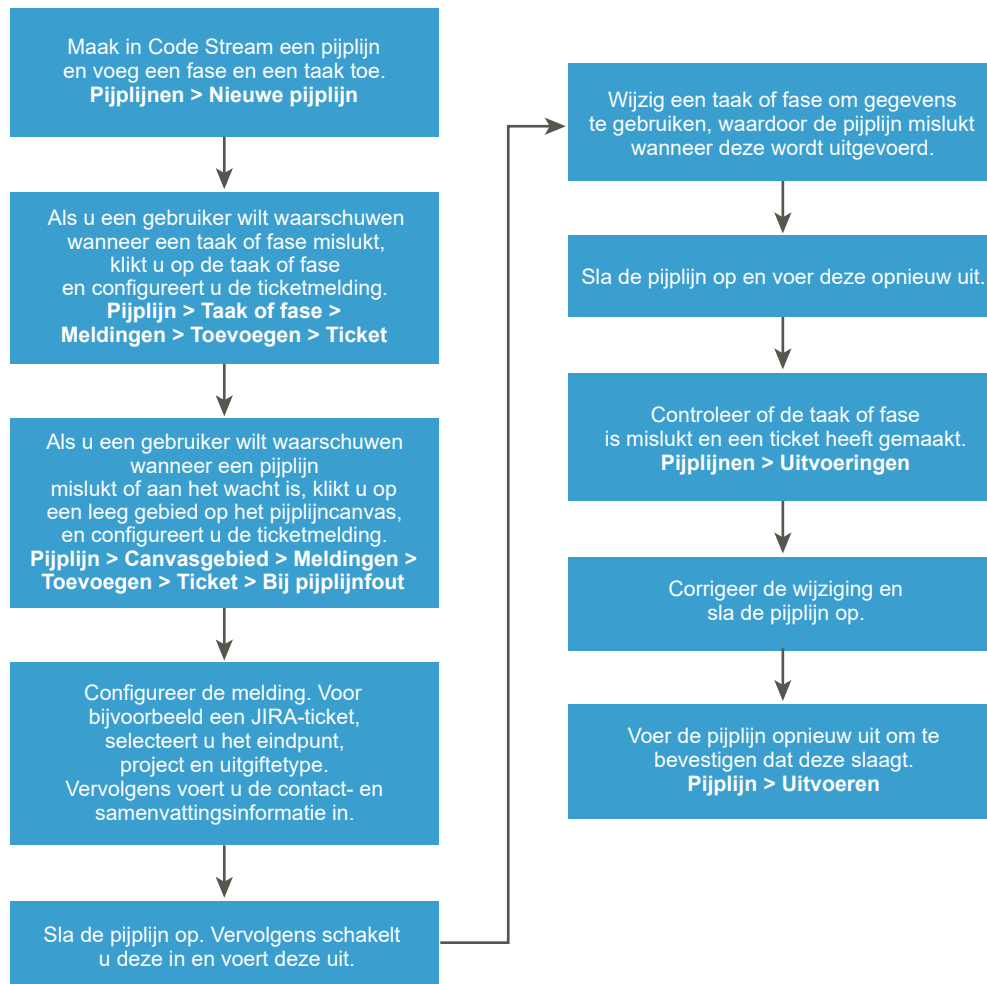 Maak in Code Stream een pijplijn
en voeg een fase en een taak toe.
Pijplijnen > Nieuwe pijplijn
Als u een gebruiker wilt waarschuwen
wanneer een taak of fase mislukt,
klikt u op de taak of fase
en configureert u de ticketmelding.
Pijplijn > Taak of fase >
Meldingen > Toevoegen > Ticket
Als u een gebruiker wilt waarschuwen
wanneer een pijplijn
mislukt of aan het wacht is, klikt u op
een leeg gebied op het pijplijncanvas,
en configureert u de ticketmelding.
Pijplijn > Canvasgebied > Meldingen >
Toevoegen > Ticket > Bij pijplijnfout
Configureer de melding. Voor
bijvoorbeeld een JIRA-ticket,
selecteert u het eindpunt,
project en uitgiftetype.
Vervolgens voert u de contact- en
samenvattingsinformatie in.
Sla de pijplijn op. Vervolgens schakelt
u deze in en voert deze uit.
Wijzig een taak of fase om gegevens
te gebruiken, waardoor de pijplijn mislukt
wanneer deze wordt uitgevoerd.
Sla de pijplijn op en voer deze opnieuw uit.
Controleer of de taak of fase
is mislukt en een ticket heeft gemaakt.
Pijplijnen > Uitvoeringen
Corrigeer de wijziging en
sla de pijplijn op.
Voer de pijplijn opnieuw uit om te
bevestigen dat deze slaagt.
Pijplijn > Uitvoeren